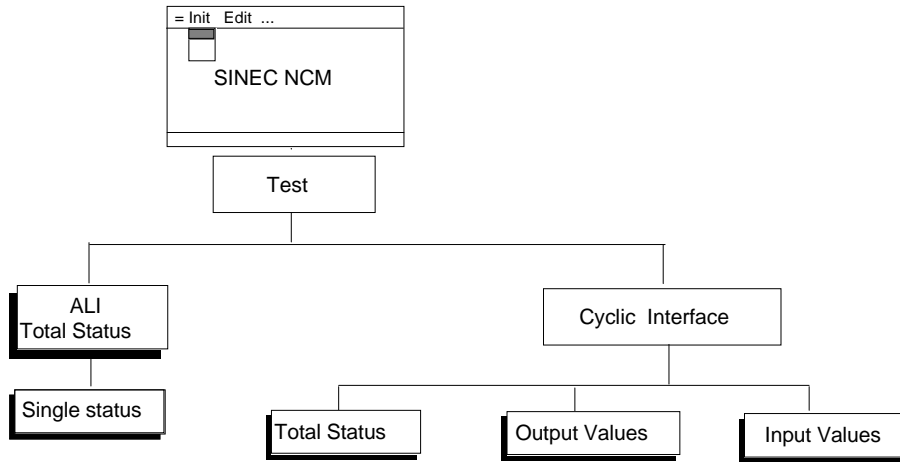 = Init Edit ...
SINEC NCM
Test
ALI
Total Status
Cyclic Interface
Single status
Total Status
Output Values
Input Values